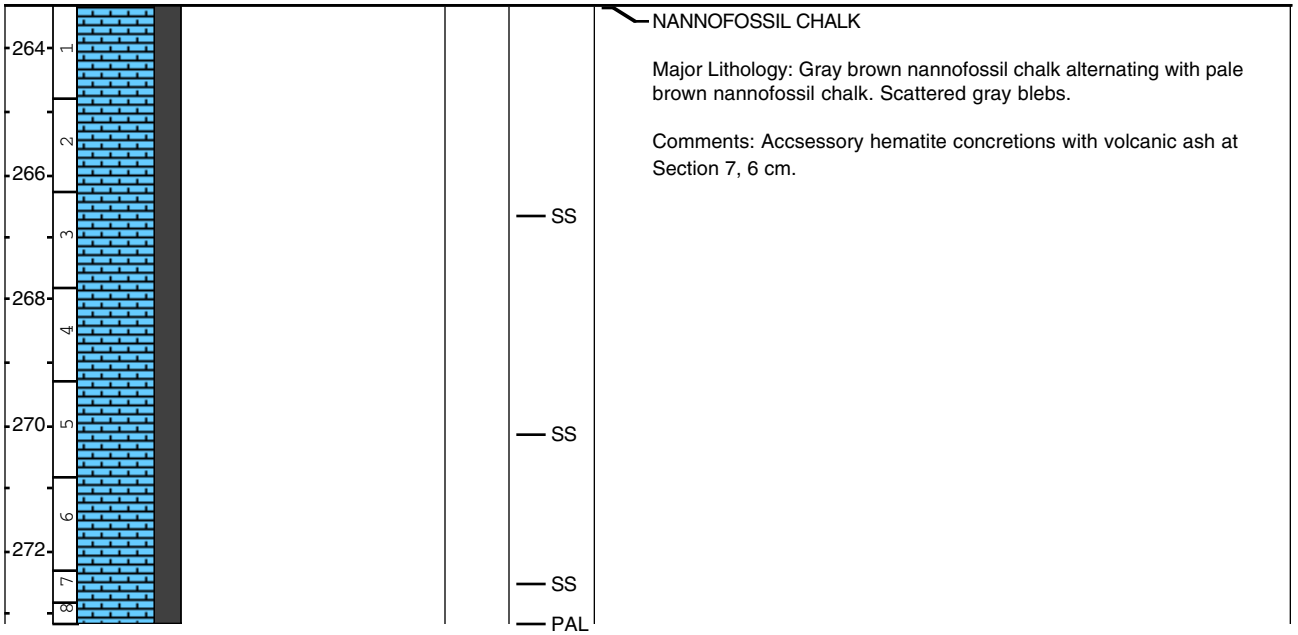 NANNOFOSSIL CHALK
264
1
Major Lithology: Gray brown nannofossil chalk alternating with pale
brown nannofossil chalk. Scattered gray blebs.
2
Comments: Accsessory hematite concretions with volcanic ash at
Section 7, 6 cm.
266
SS
3
268
4
270
5
SS
6
272
7
SS
8
PAL